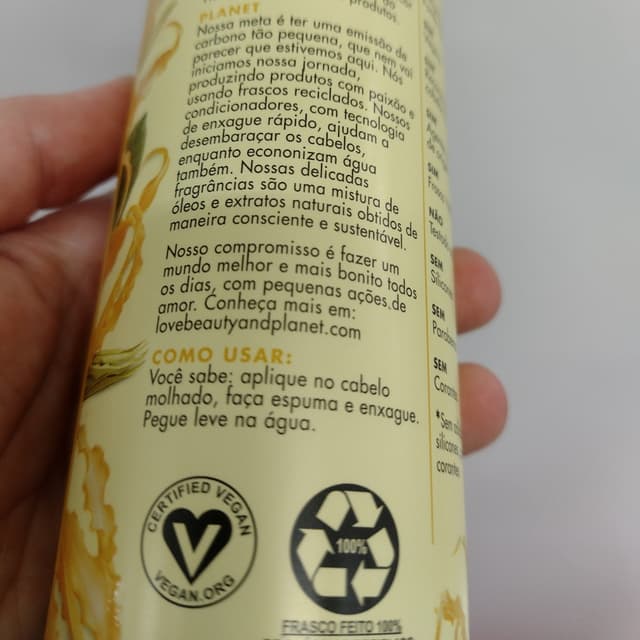 produtos.
PLANET
Nossa meta é ter uma emissão de
carbono tão pequena, que nem vai
parecer que estivemos aqui. Nós
iniciamos nossa jornada,
produzindo produtos com paixão e
usando frascos reciclados. Nossos
condicionadores, com tecnologia
de enxague rápido, ajudam a
desembaraçar os cabelos,
enquanto economizam água
também. Nossas delicadas
fragrâncias são uma mistura de
óleos e extratos naturais obtidos de
maneira consciente e sustentável.
Nosso compromisso é fazer um
mundo melhor e mais bonito todos
os dias, com pequenas ações de
amor. Conheça mais em:
lovebeautyandplanet.com
COMO USAR:
Você sabe: aplique no cabelo
molhado, faça espuma e enxague.
Pegue leve na água.
CERTIFIED VEGAN
V
VEGAN.ORG
100%
FRASCO FEITO 100%
SIM
NÃO
SEM
SEM
SEM
*Sem